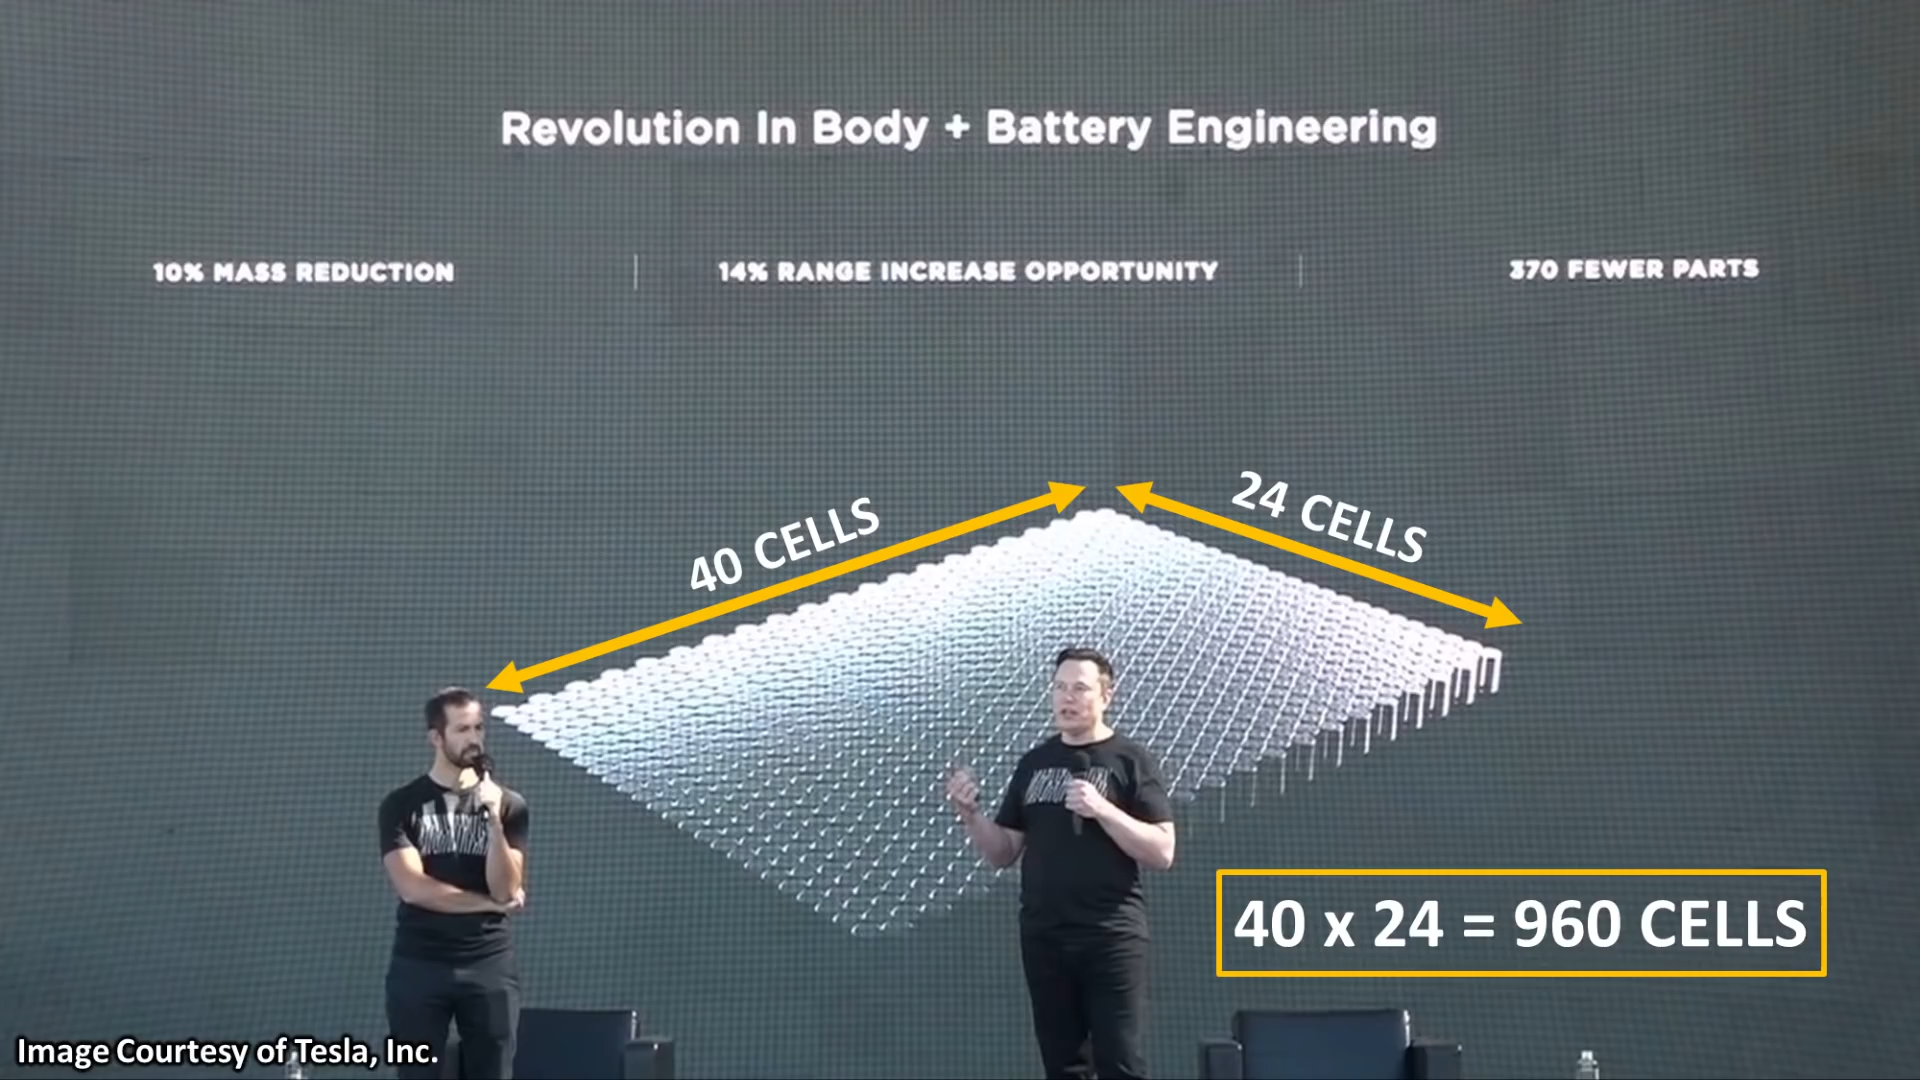 Revolution In Body + Battery Engineering
10% MASS REDUCTION
14% RANGE INCREASE OPPORTUNITY
370 FEWER PARTS
40 CELLS
24 CELLS
40 x 24 = 960 CELLS
Image Courtesy of Tesla, Inc.